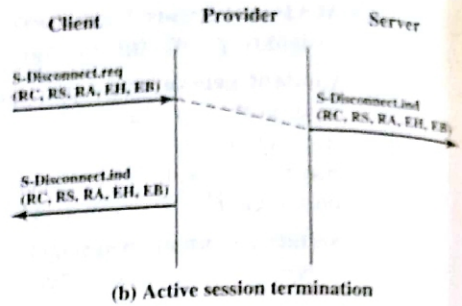 Client
Provider
Server
S-Disconnect.req
(RC, RS, RA, EH, EB)
S-Disconnect.ind
(RC, RS, RA, EH, EB)
S-Disconnect.ind
(RC, RS, RA, EH, EB)
(b) Active session termination